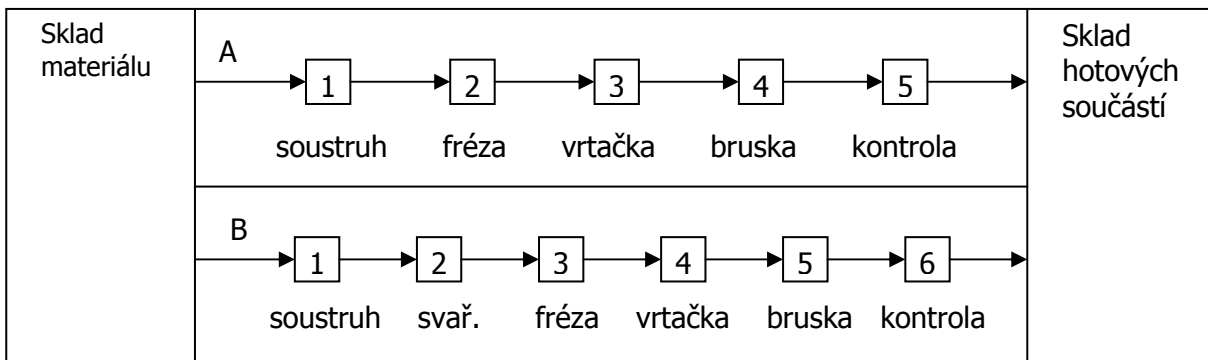 Sklad
materiálu
A
1 2 3 4 5
soustruh fréza vrtačka bruska kontrola
B
1 2 3 4 5 6
soustruh svař. fréza vrtačka bruska kontrola
Sklad
hotových
součástí